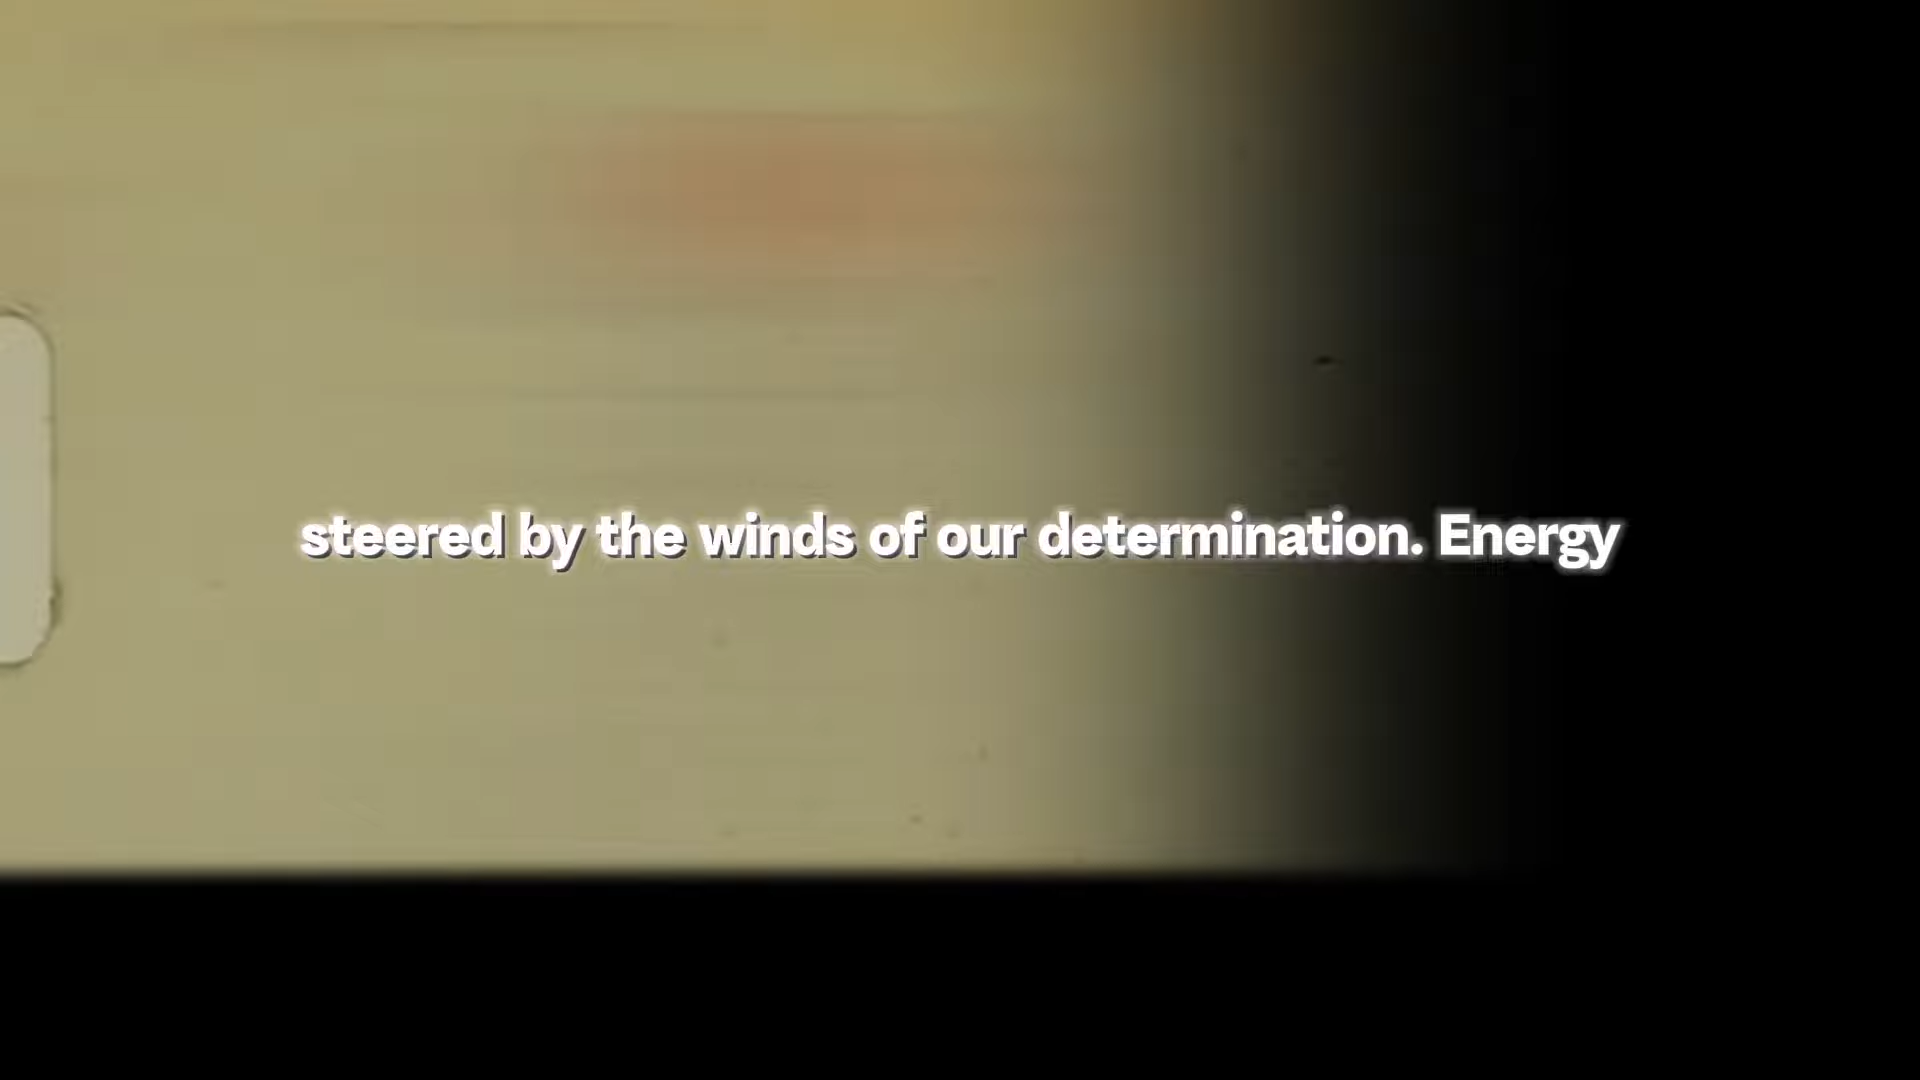 steered by the winds of our determination. Energy